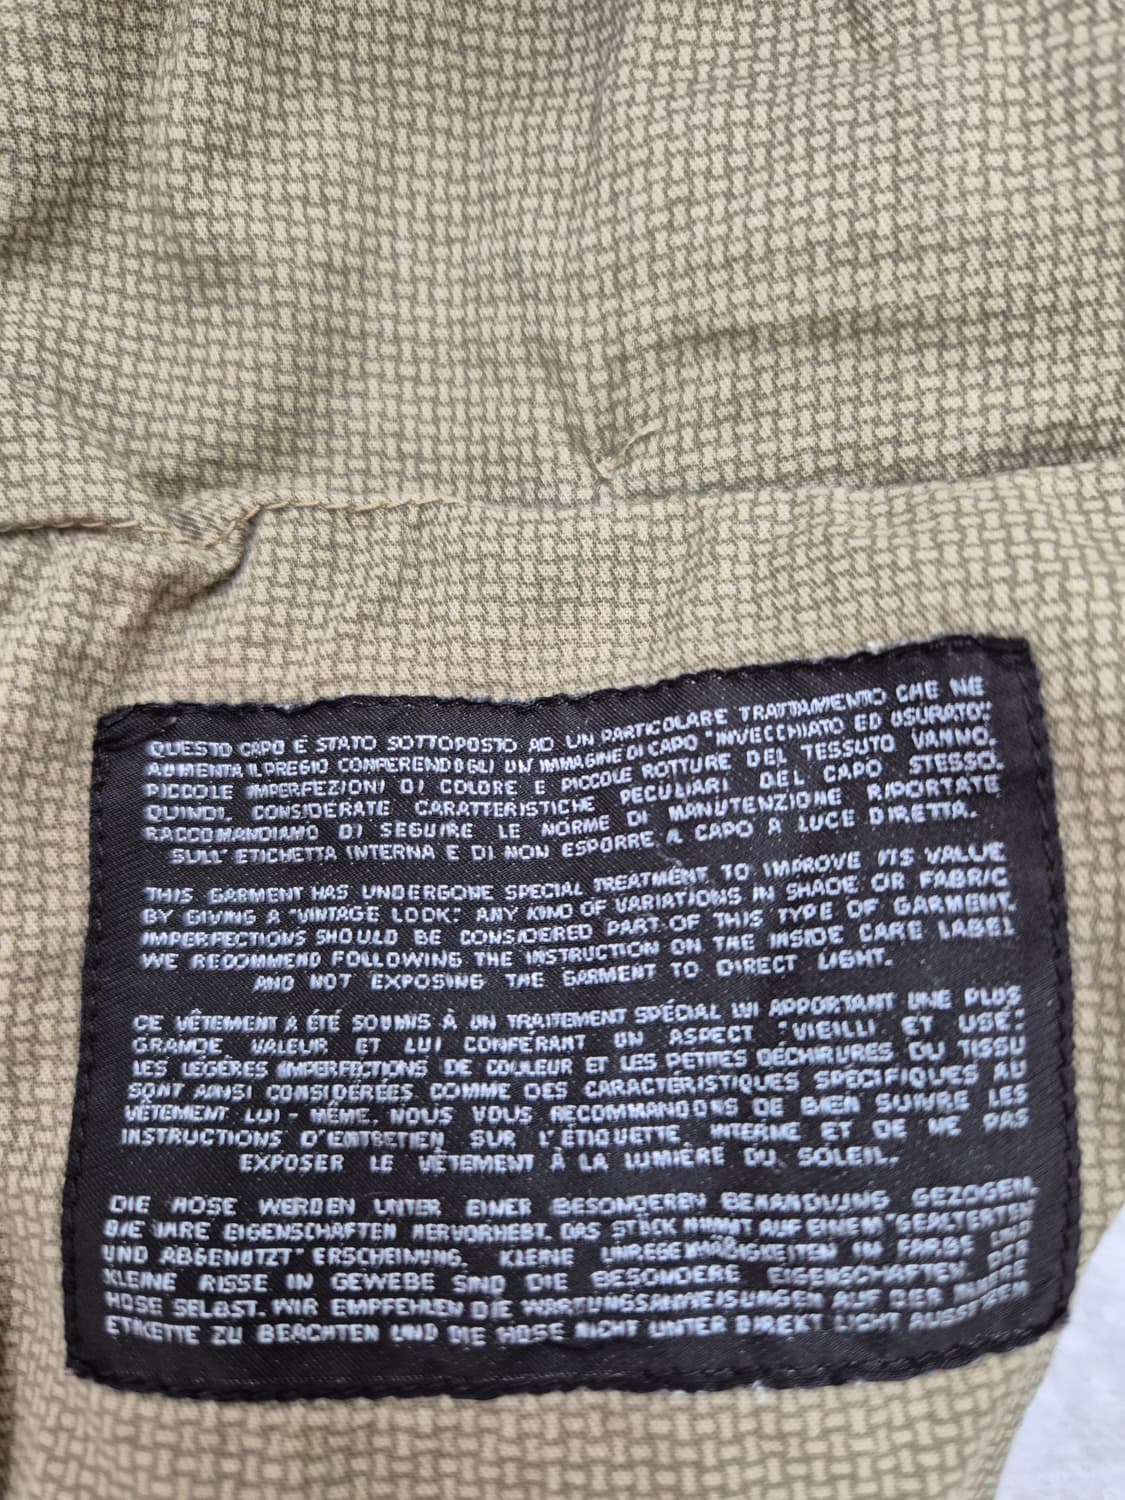 QUESTO CAPO È STATO SOTTOPOSTO AD UN PARTICOLARE TRATTAMENTO CHE NE
AUMENTA IL PREGIO CONFERENDOGLI UN'IMMAGINE DI CAPO "INVECCHIATO ED USURATO".
PICCOLE IMPERFEZIONI DI COLORE E PICCOLE ROTTURE DEL TESSUTO VANNO,
QUINDI, CONSIDERATE CARATTERISTICHE PECULIARI DEL CAPO STESSO.
RACCOMANDIAMO DI SEGUIRE LE NORME DI MANUTENZIONE RIPORTATE
SULL' ETICHETTA INTERNA E DI NON ESPORRE IL CAPO A LUCE DIRETTA.
THIS GARMENT HAS UNDERGONE SPECIAL TREATMENT TO IMPROVE ITS VALUE
BY GIVING A "VINTAGE LOOK". ANY KIND OF VARIATIONS IN SHADE OR FABRIC
IMPERFECTIONS SHOULD BE CONSIDERED PART OF THIS TYPE OF GARMENT.
WE RECOMMEND FOLLOWING THE INSTRUCTION ON THE INSIDE CARE LABEL
AND NOT EXPOSING THE GARMENT TO DIRECT LIGHT.
CE VÊTEMENT A ÉTÉ SOUMIS À UN TRAITEMENT SPÉCIAL LUI APPORTANT UNE PLUS
GRANDE VALEUR ET LUI CONFERANT UN ASPECT "VIEILLI ET USÉ".
LES LÉGÈRES IMPERFECTIONS DE COULEUR ET LES PETITES DÉCHIRURES DU TISSU
SONT AINSI CONSIDÉRÉES COMME DES CARACTERISTIQUES SPÉCIFIQUES AU
VÊTEMENT LUI - MÊME. NOUS VOUS RECOMMANDONS DE BIEN SUIVRE LES
INSTRUCTIONS D'ENTRETIEN SUR L'ÉTIQUETTE INTERNE ET DE NE PAS
EXPOSER LE VÊTEMENT À LA LUMIÈRE DU SOLEIL.
DIE HOSE WERDEN UNTER EINER BESONDEREN BEHANDLUNG GEZOGEN,
DIE IHRE EIGENSCHAFTEN HERVORHEBT. DAS STÜCK NIMMT AUF EINEM "GEALTERTEN
UND ABGENUTZT" ERSCHEINUNG. KLEINE UNREGELMÄẞIGKEITEN IN FARBE UND
KLEINE RISSE IN GEWEBE SIND DIE BESONDERE EIGENSCHAFTEN DER
HOSE SELBST. WIR EMPFEHLEN DIE WARTUNGSANWEISUNGEN AUF DER INNERE
ETIKETTE ZU BEACHTEN UND DIE HOSE NICHT UNTER DIREKT LICHT